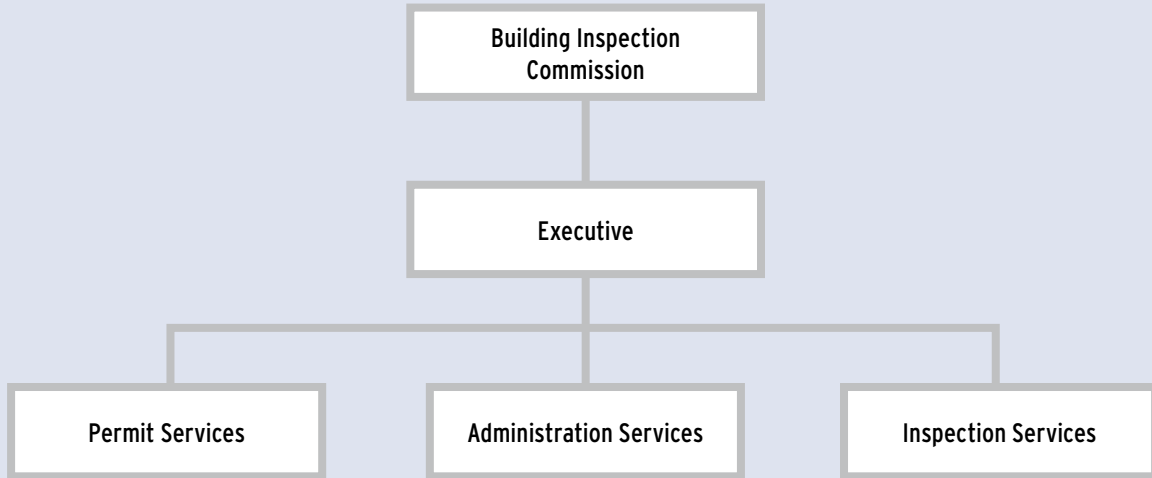 Building Inspection
Commission
Executive
Permit Services
Administration Services
Inspection Services